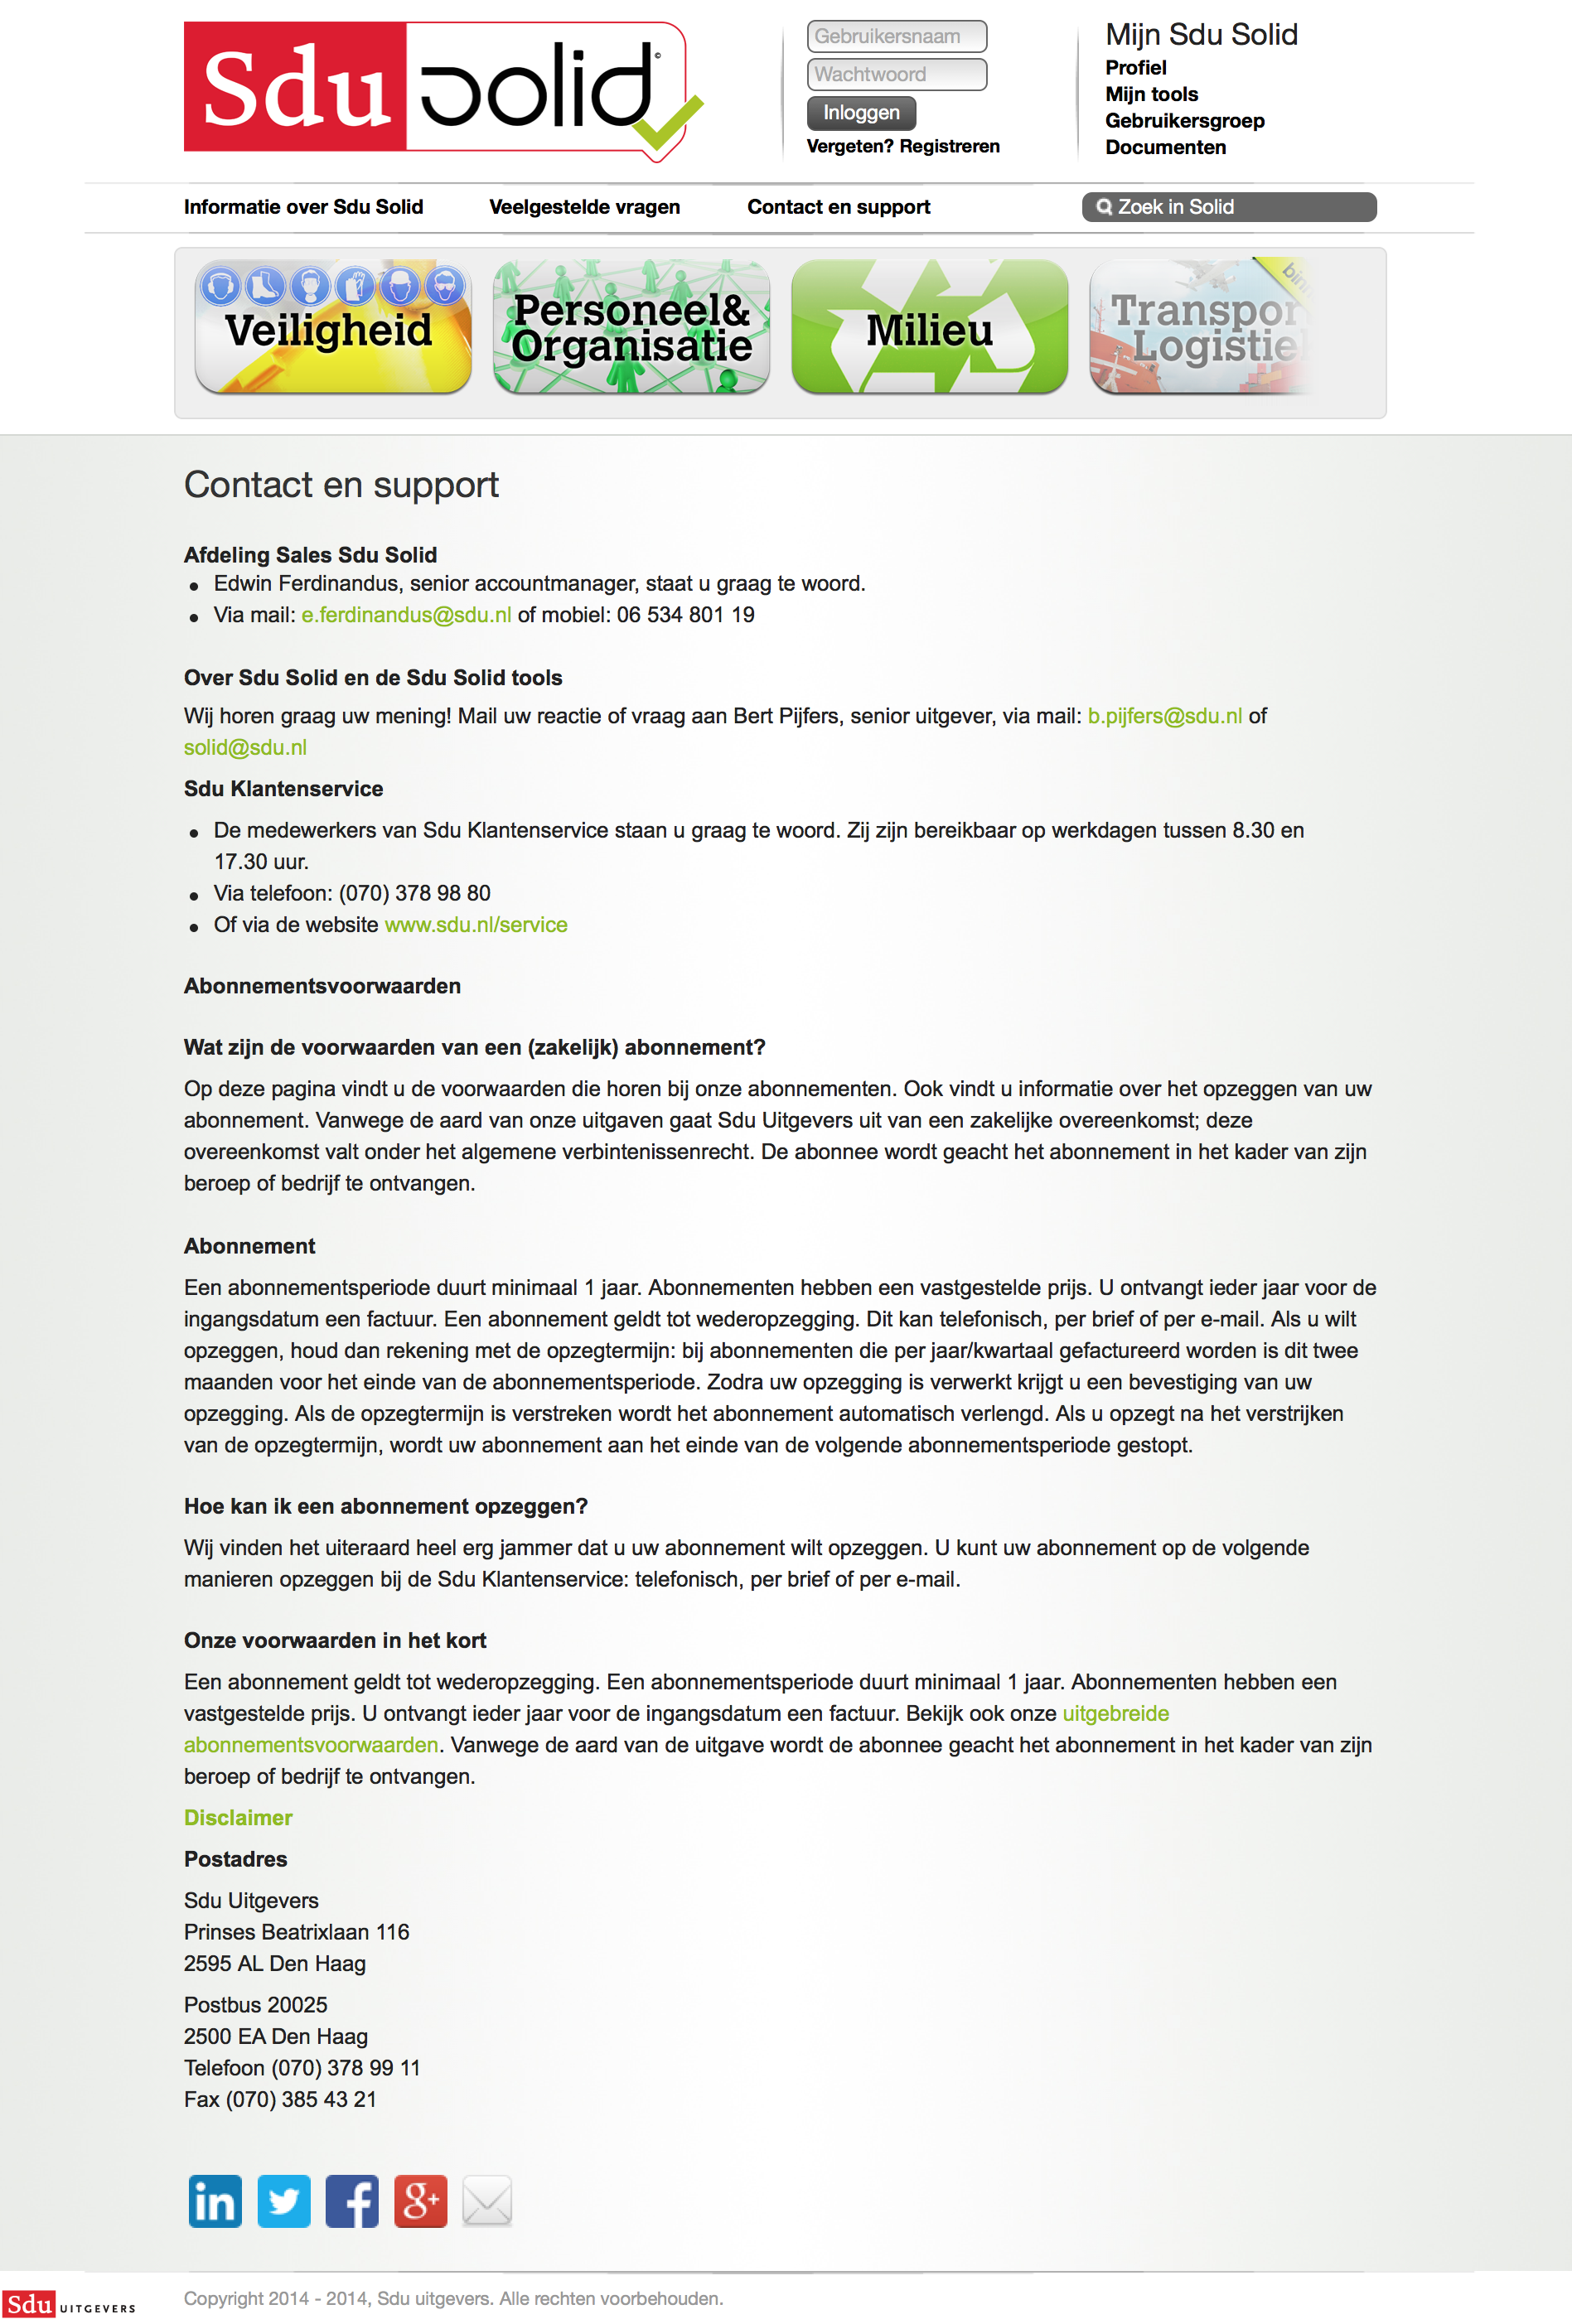 Sdu solid
Gebruikersnaam
Wachtwoord
Inloggen
Vergeten? Registreren
Mijn Sdu Solid
Profiel
Mijn tools
Gebruikersgroep
Documenten
Informatie over Sdu Solid
Veelgestelde vragen
Contact en support
Zoek in Solid
Veiligheid
Personeel&
Organisatie
Milieu
Transpor
Logistie
Contact en support
Afdeling Sales Sdu Solid
Edwin Ferdinandus, senior accountmanager, staat u graag te woord.
Via mail: e.ferdinandus@sdu.nl of mobiel: 06 534 801 19
Over Sdu Solid en de Sdu Solid tools
Wij horen graag uw mening! Mail uw reactie of vraag aan Bert Pijfers, senior uitgever, via mail: b.pijfers@sdu.nl of
solid@sdu.nl
Sdu Klantenservice
De medewerkers van Sdu Klantenservice staan u graag te woord. Zij zijn bereikbaar op werkdagen tussen 8.30 en
17.30 uur.
Via telefoon: (070) 378 98 80
Of via de website www.sdu.nl/service
Abonnementsvoorwaarden
Wat zijn de voorwaarden van een (zakelijk) abonnement?
Op deze pagina vindt u de voorwaarden die horen bij onze abonnementen. Ook vindt u informatie over het opzeggen van uw
abonnement. Vanwege de aard van onze uitgaven gaat Sdu Uitgevers uit van een zakelijke overeenkomst; deze
overeenkomst valt onder het algemene verbintenissenrecht. De abonnee wordt geacht het abonnement in het kader van zijn
beroep of bedrijf te ontvangen.
Abonnement
Een abonnementsperiode duurt minimaal 1 jaar. Abonnementen hebben een vastgestelde prijs. U ontvangt ieder jaar voor de
ingangsdatum een factuur. Een abonnement geldt tot wederopzegging. Dit kan telefonisch, per brief of per e-mail. Als u wilt
opzeggen, houd dan rekening met de opzegtermijn: bij abonnementen die per jaar/kwartaal gefactureerd worden is dit twee
maanden voor het einde van de abonnementsperiode. Zodra uw opzegging is verwerkt krijgt u een bevestiging van uw
opzegging. Als de opzegtermijn is verstreken wordt het abonnement automatisch verlengd. Als u opzegt na het verstrijken
van de opzegtermijn, wordt uw abonnement aan het einde van de volgende abonnementsperiode gestopt.
Hoe kan ik een abonnement opzeggen?
Wij vinden het uiteraard heel erg jammer dat u uw abonnement wilt opzeggen. U kunt uw abonnement op de volgende
manieren opzeggen bij de Sdu Klantenservice: telefonisch, per brief of per e-mail.
Onze voorwaarden in het kort
Een abonnement geldt tot wederopzegging. Een abonnementsperiode duurt minimaal 1 jaar. Abonnementen hebben een
vastgestelde prijs. U ontvangt ieder jaar voor de ingangsdatum een factuur. Bekijk ook onze uitgebreide
abonnementsvoorwaarden. Vanwege de aard van de uitgave wordt de abonnee geacht het abonnement in het kader van zijn
beroep of bedrijf te ontvangen.
Disclaimer
Postadres
Sdu Uitgevers
Prinses Beatrixlaan 116
2595 AL Den Haag
Postbus 20025
2500 EA Den Haag
Telefoon (070) 378 99 11
Fax (070) 385 43 21
in f g+
Sdu UITGEVERS
Copyright 2014 - 2014, Sdu uitgevers. Alle rechten voorbehouden.